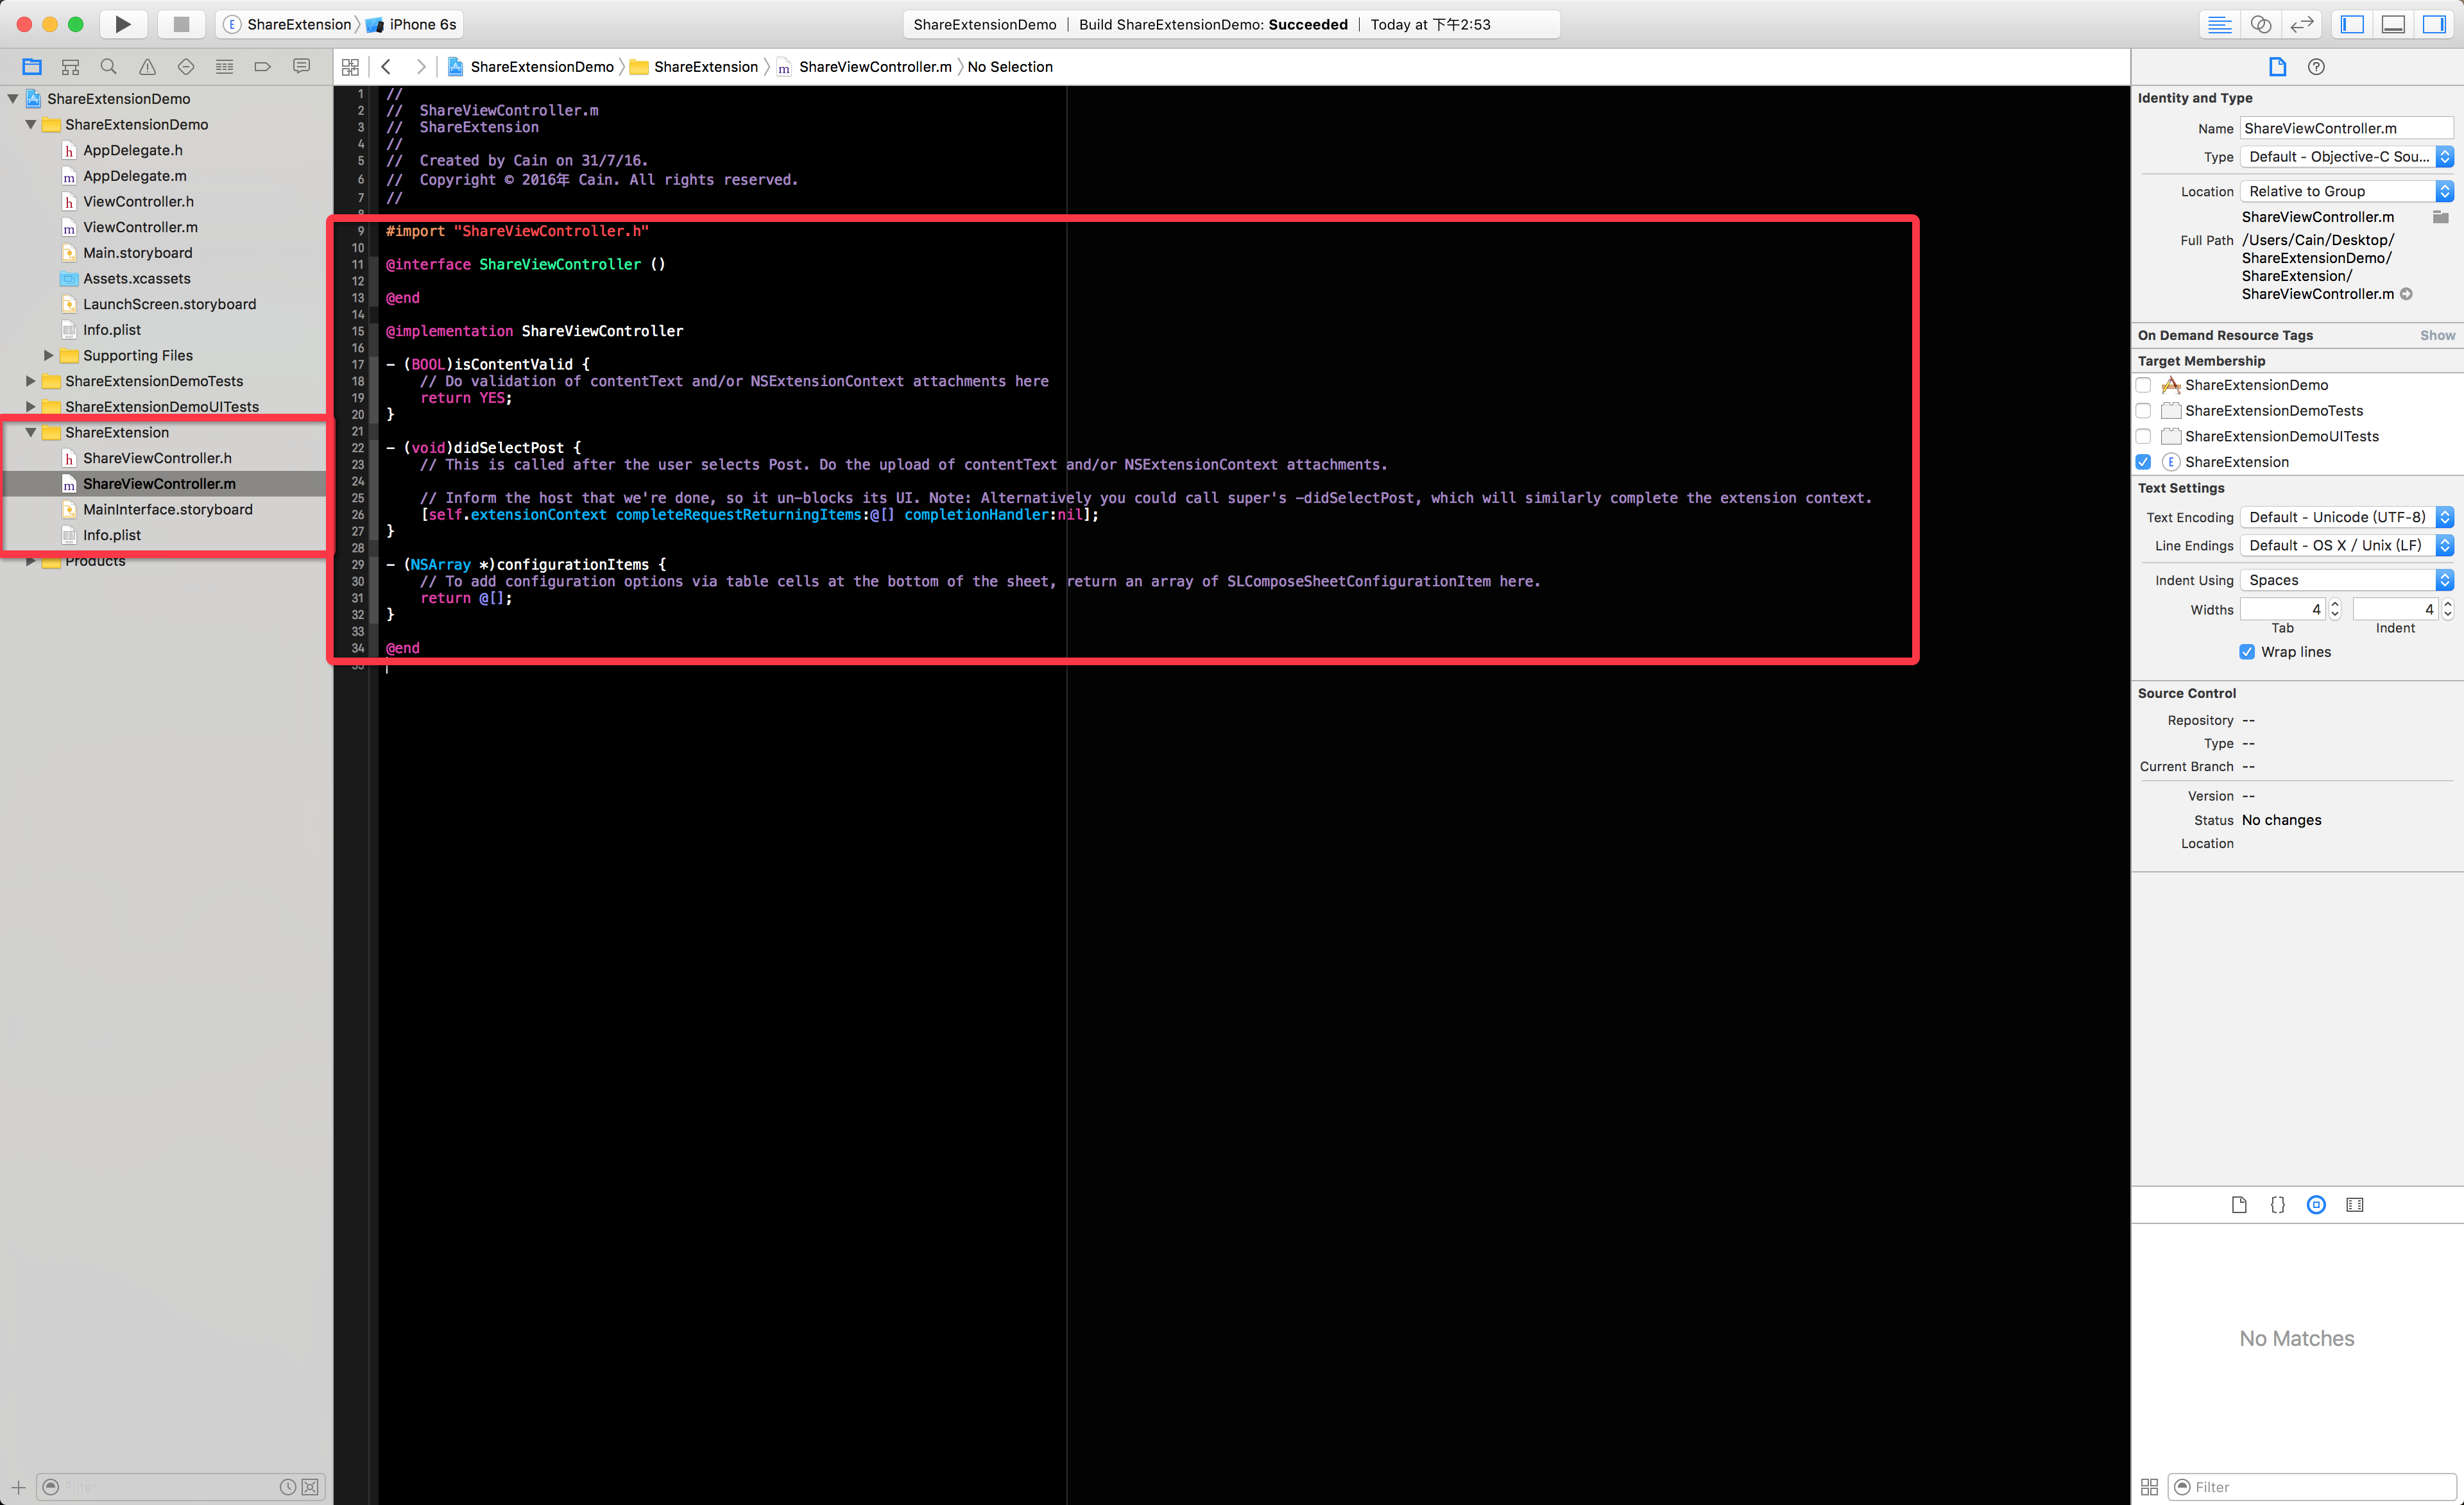 ShareExtension iPhone 6s
ShareExtensionDemo | Build ShareExtensionDemo: Succeeded | Today at 下午2:53
ShareExtensionDemo ShareExtension ShareViewController.m No Selection
ShareExtensionDemo
ShareExtensionDemo
AppDelegate.h
AppDelegate.m
ViewController.h
ViewController.m
Main.storyboard
Assets.xcassets
LaunchScreen.storyboard
Info.plist
Supporting Files
ShareExtensionDemoTests
ShareExtensionDemoUITests
ShareExtension
ShareViewController.h
ShareViewController.m
MainInterface.storyboard
Info.plist
Products
Filter
1 //
2 //  ShareViewController.m
3 //  ShareExtension
4 //
5 //  Created by Cain on 31/7/16.
6 //  Copyright © 2016年 Cain. All rights reserved.
7 //
8
9 #import "ShareViewController.h"
10
11 @interface ShareViewController ()
12
13 @end
14
15 @implementation ShareViewController
16
17 - (BOOL)isContentValid {
18     // Do validation of contentText and/or NSExtensionContext attachments here
19     return YES;
20 }
21
22 - (void)didSelectPost {
23     // This is called after the user selects Post. Do the upload of contentText and/or NSExtensionContext attachments.
24
25     // Inform the host that we're done, so it un-blocks its UI. Note: Alternatively you could call super's -didSelectPost, which will similarly complete the extension context.
26     [self.extensionContext completeRequestReturningItems:@[] completionHandler:nil];
27 }
28
29 - (NSArray *)configurationItems {
30     // To add configuration options via table cells at the bottom of the sheet, return an array of SLComposeSheetConfigurationItem here.
31     return @[];
32 }
33
34 @end
35
Identity and Type
Name ShareViewController.m
Type Default - Objective-C Sou...
Location Relative to Group
ShareViewController.m
Full Path /Users/Cain/Desktop/
ShareExtensionDemo/
ShareExtension/
ShareViewController.m
On Demand Resource Tags Show
Target Membership
ShareExtensionDemo
ShareExtensionDemoTests
ShareExtensionDemoUITests
E ShareExtension
Text Settings
Text Encoding Default - Unicode (UTF-8)
Line Endings Default - OS X / Unix (LF)
Indent Using Spaces
Widths 4 4
Tab Indent
Wrap lines
Source Control
Repository --
Type --
Current Branch --
Version --
Status No changes
Location
No Matches
Filter